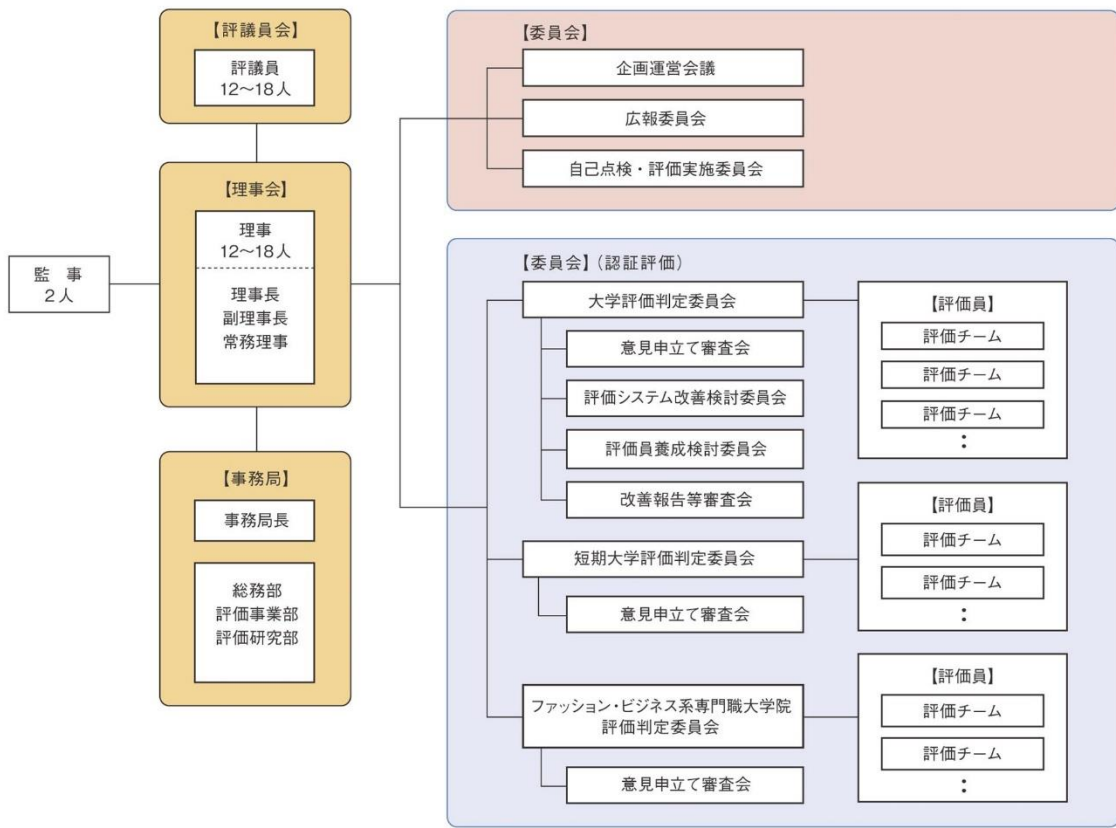 【評議員会】
評議員
12～18人
【理事会】
理事
12～18人
理事長
副理事長
常務理事
監　事
2人
【事務局】
事務局長
総務部
評価事業部
評価研究部
【委員会】
企画運営会議
広報委員会
自己点検・評価実施委員会
【委員会】（認証評価）
大学評価判定委員会
意見申立て審査会
評価システム改善検討委員会
評価員養成検討委員会
改善報告等審査会
【評価員】
評価チーム
評価チーム
評価チーム
：
短期大学評価判定委員会
意見申立て審査会
【評価員】
評価チーム
評価チーム
：
ファッション・ビジネス系専門職大学院
評価判定委員会
意見申立て審査会
【評価員】
評価チーム
評価チーム
：